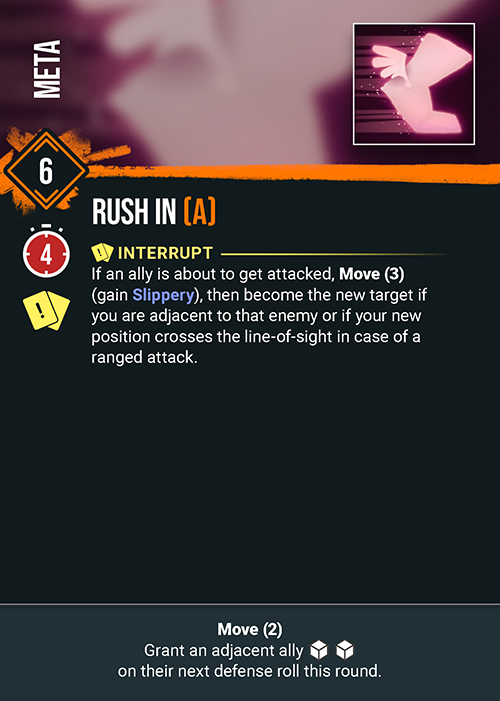 META
6
RUSH IN (A)
4
! INTERRUPT
!
If an ally is about to get attacked, Move (3)
(gain Slippery), then become the new target if
you are adjacent to that enemy or if your new
position crosses the line-of-sight in case of a
ranged attack.
Move (2)
Grant an adjacent ally
on their next defense roll this round.